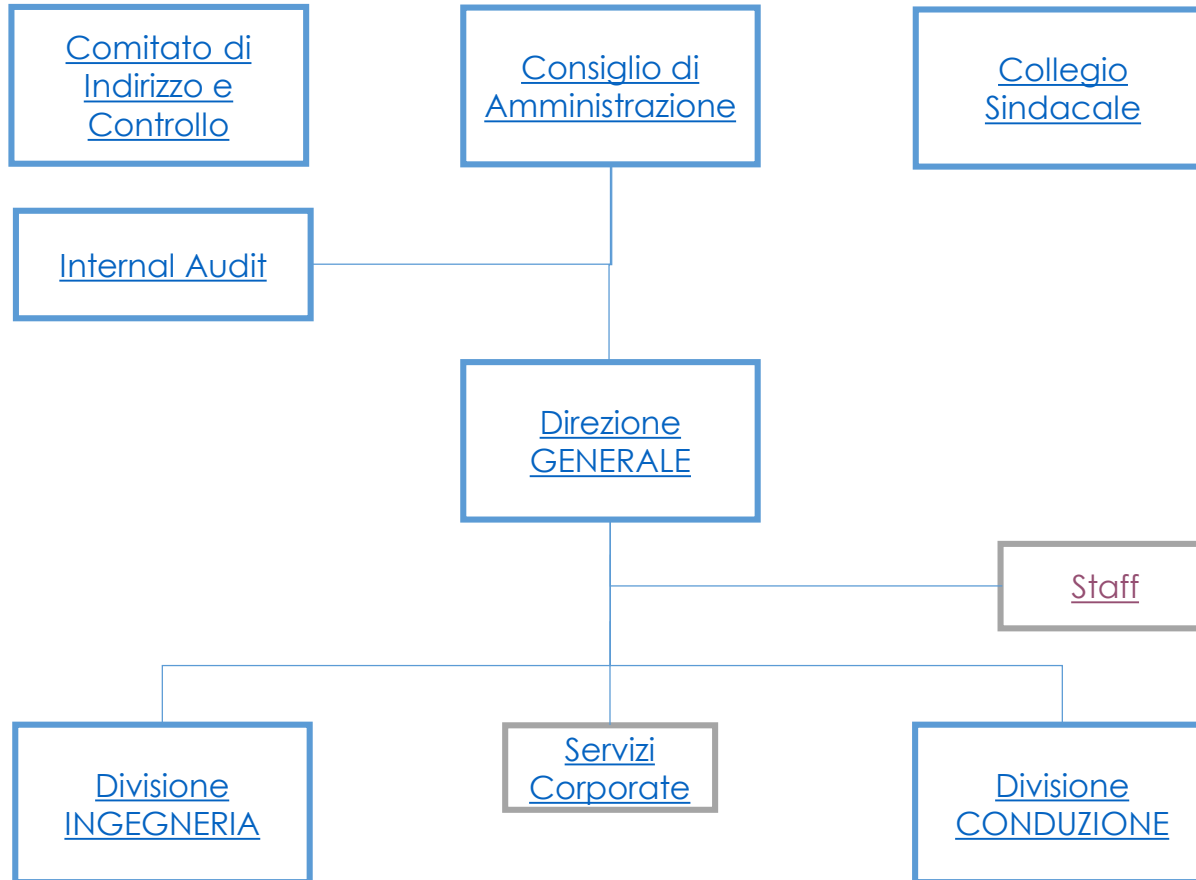 Comitato di
Indirizzo e
Controllo
Consiglio di
Amministrazione
Collegio
Sindacale
Internal Audit
Direzione
GENERALE
Staff
Divisione
INGEGNERIA
Servizi
Corporate
Divisione
CONDUZIONE